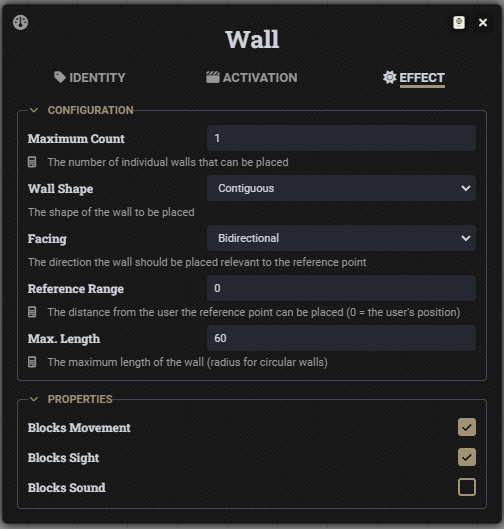 Wall
IDENTITY
ACTIVATION
EFFECT
CONFIGURATION
Maximum Count
1
The number of individual walls that can be placed
Wall Shape
Contiguous
The shape of the wall to be placed
Facing
Bidirectional
The direction the wall should be placed relevant to the reference point
Reference Range
0
The distance from the user the reference point can be placed (0 = the user's position)
Max. Length
60
The maximum length of the wall (radius for circular walls)
PROPERTIES
Blocks Movement
Blocks Sight
Blocks Sound